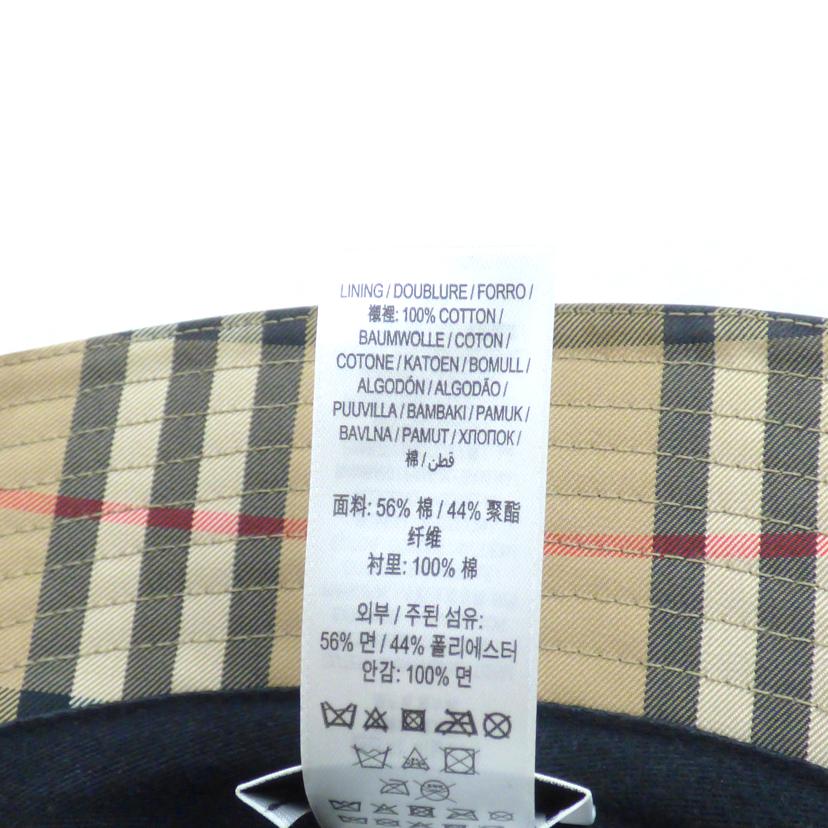 LINING / DOUBLURE / FORRO /
襯裡: 100% COTTON /
BAUMWOLLE / COTON /
COTONE / KATOEN / BOMULL /
ALGODÓN / ALGODÃO /
PUUVILLA / BAMBAKI / PAMUK /
BAVLNA / PAMUT / ХЛОПОК /
棉 / قطن
面料: 56% 棉 / 44% 聚酯
纤维
衬里: 100% 棉
외부 / 주된 섬유:
56% 면 / 44% 폴리에스터
안감: 100% 면